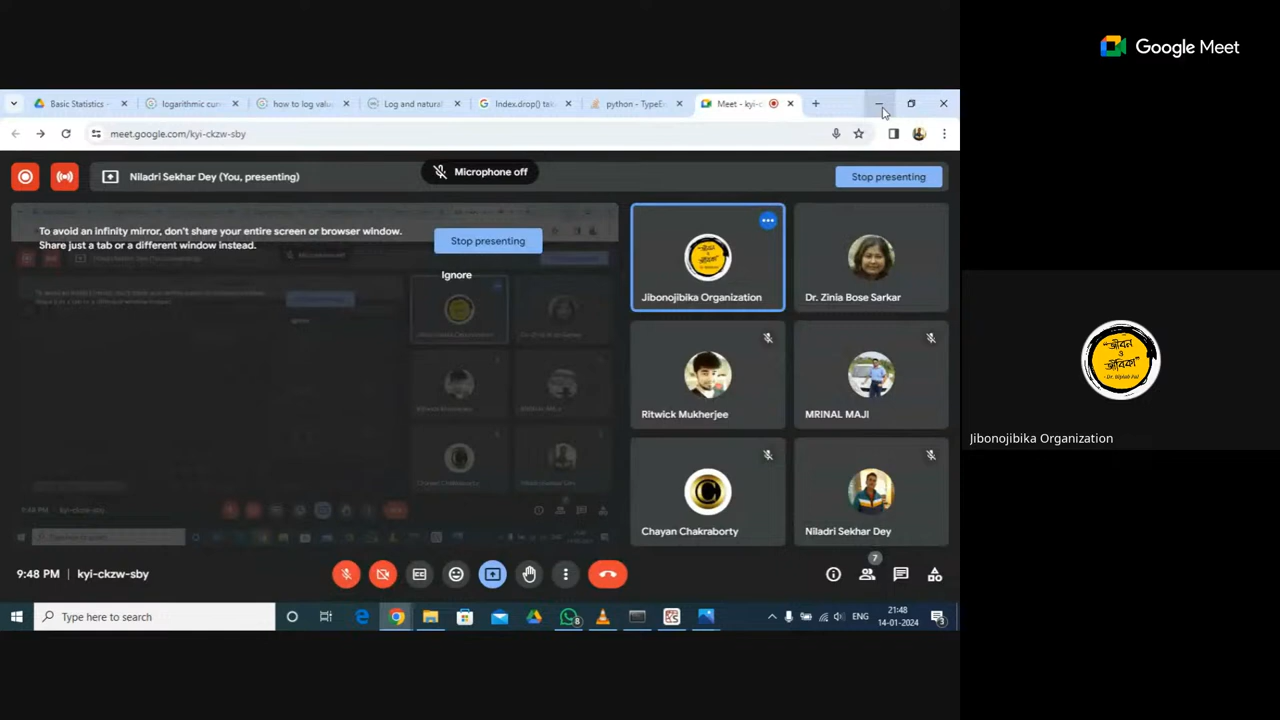 Google Meet
Basic Statistics -
logarithmic cur
how to log valu
Log and natural
Index.drop() tak
python - TypeE
Meet - kyi-c
meet.google.com/kyi-ckzw-sby
Niladri Sekhar Dey (You, presenting)
Microphone off
Stop presenting
To avoid an infinity mirror, don't share your entire screen or browser window.
Share just a tab or a different window instead.
Stop presenting
Ignore
Jibonojibika Organization
Dr. Zinia Bose Sarkar
Ritwick Mukherjee
MRINAL MAJI
Chayan Chakraborty
Niladri Sekhar Dey
"জীবন
ও
জীবিকা"
Jibonojibika Organization
9:48 PM | kyi-ckzw-sby
7
Type here to search
8
ENG
21:48
14-01-2024
3